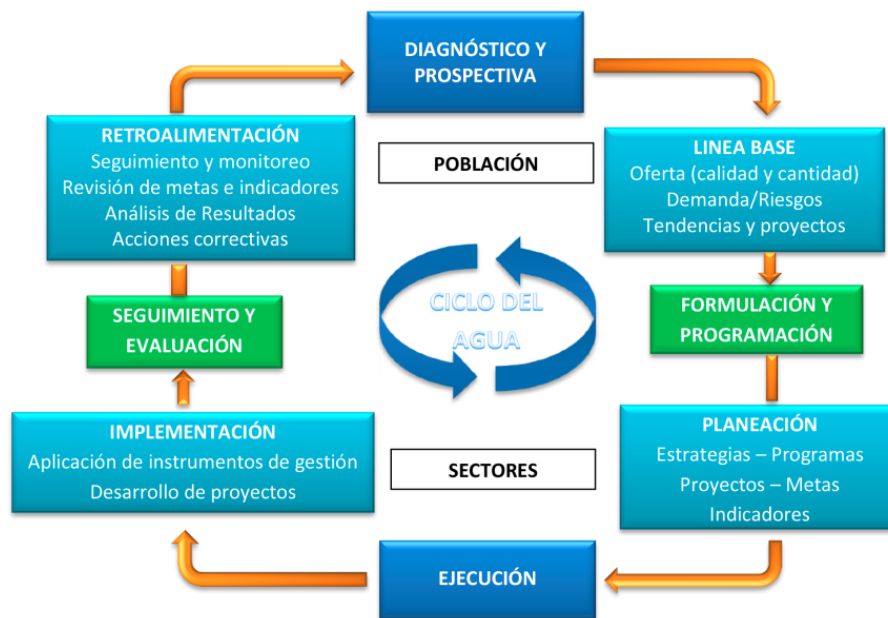 DIAGNÓSTICO Y
PROSPECTIVA
RETROALIMENTACIÓN
Seguimiento y monitoreo
Revisión de metas e indicadores
Análisis de Resultados
Acciones correctivas
POBLACIÓN
LINEA BASE
Oferta (calidad y cantidad)
Demanda/Riesgos
Tendencias y proyectos
SEGUIMIENTO Y
EVALUACIÓN
CICLO DEL
AGUA
FORMULACIÓN Y
PROGRAMACIÓN
IMPLEMENTACIÓN
Aplicación de instrumentos de gestión
Desarrollo de proyectos
SECTORES
PLANEACIÓN
Estrategias – Programas
Proyectos – Metas
Indicadores
EJECUCIÓN